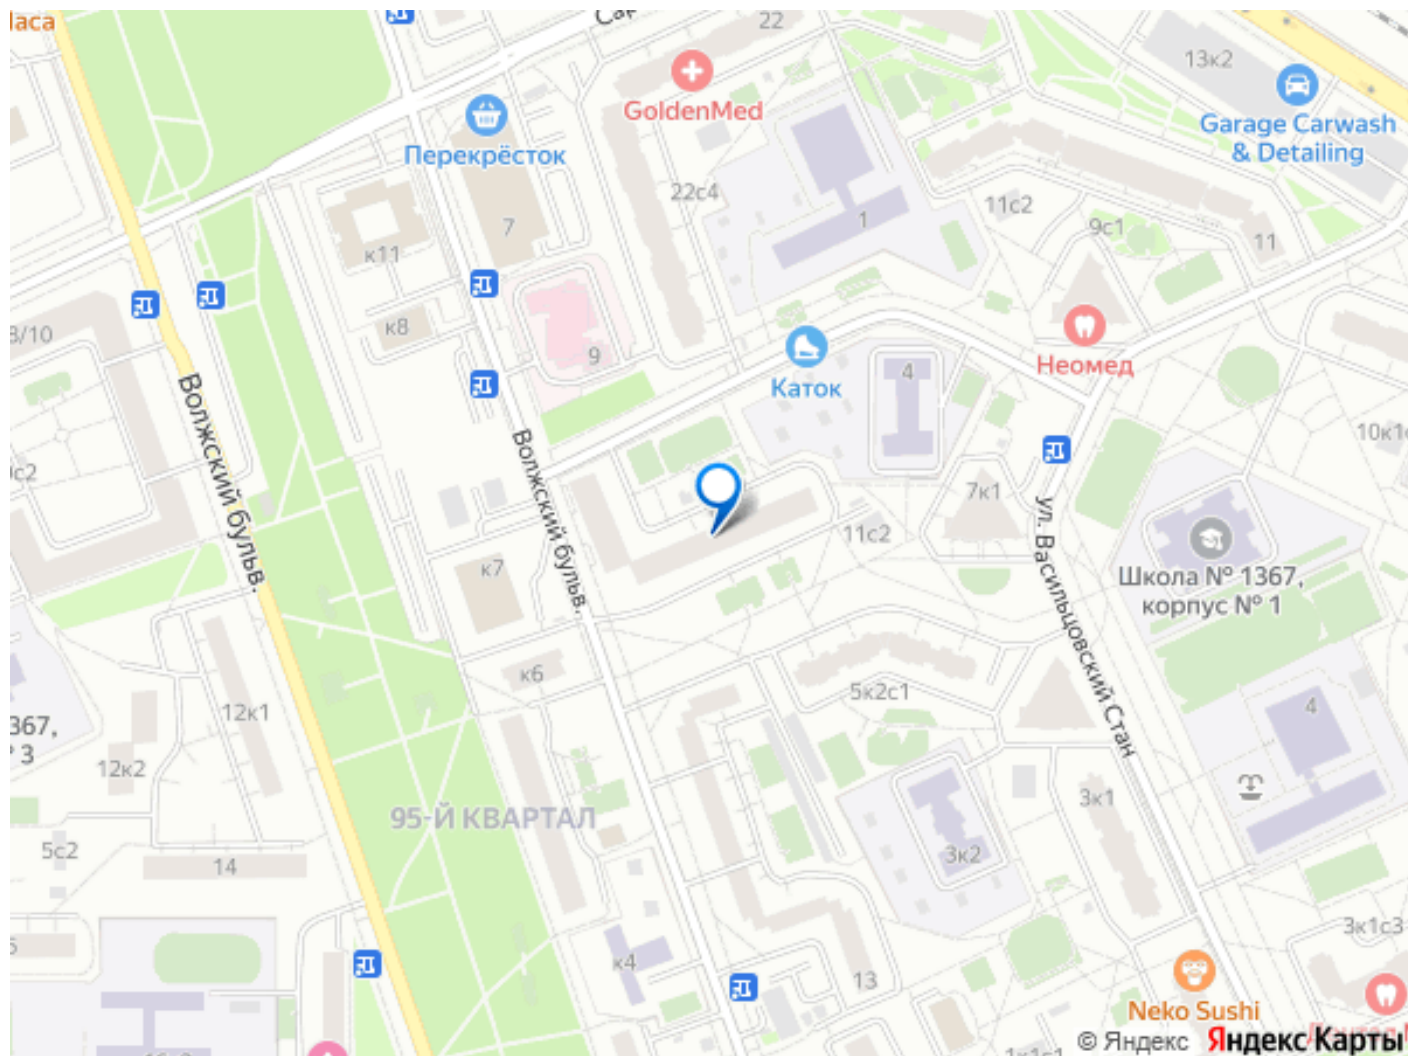 22
13к2
GoldenMed
Garage Carwash
& Detailing
Перекрёсток
22с4
11с2
1
9с1
11
7
к11
к8
9
Неомед
4
Каток
Волжский бульв.
Волжский бульв.
7к1
11с2
ул. Васильцовский Стан
Школа № 1367,
корпус № 1
к7
к6
5к2с1
4
12к1
12к2
3к1
95-Й КВАРТАЛ
5с2
14
3к2
3к1с3
к4
13
Neko Sushi
© Яндекс Яндекс Карты